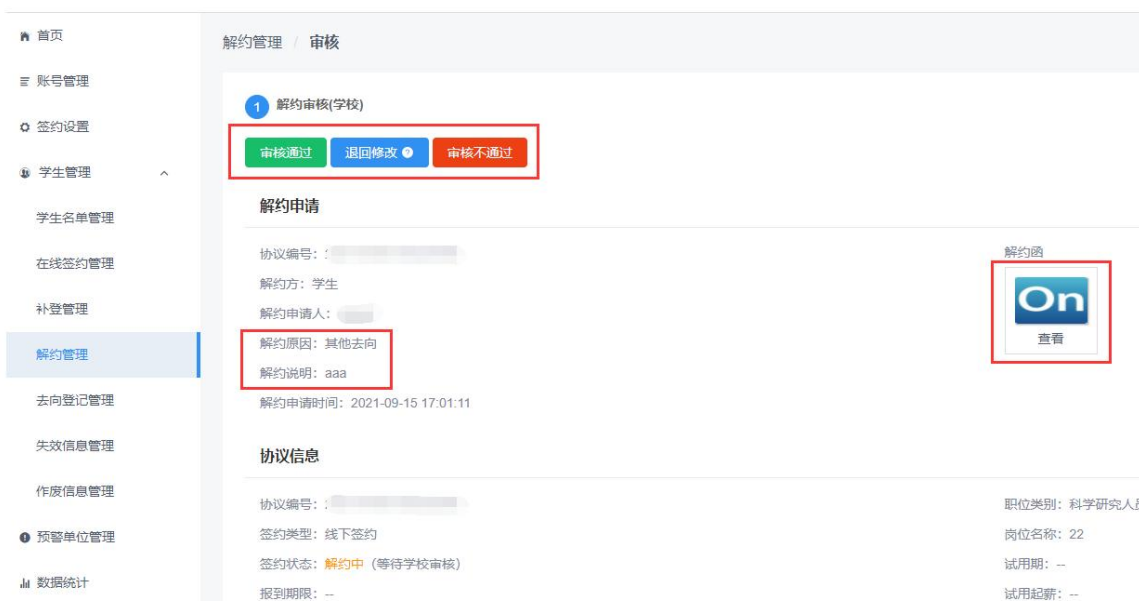 首页
账号管理
签约设置
学生管理
学生名单管理
在线签约管理
补登管理
解约管理
去向登记管理
失效信息管理
作废信息管理
预警单位管理
数据统计
解约管理 / 审核
1 解约审核(学校)
审核通过 退回修改 审核不通过
解约申请
协议编号：
解约方：学生
解约申请人：
解约原因：其他去向
解约说明：aaa
解约申请时间：2021-09-15 17:01:11
解约函
On
查看
协议信息
协议编号：
签约类型：线下签约
签约状态：解约中（等待学校审核）
报到期限：--
职位类别：科学研究人员
岗位名称：22
试用期：--
试用起薪：--